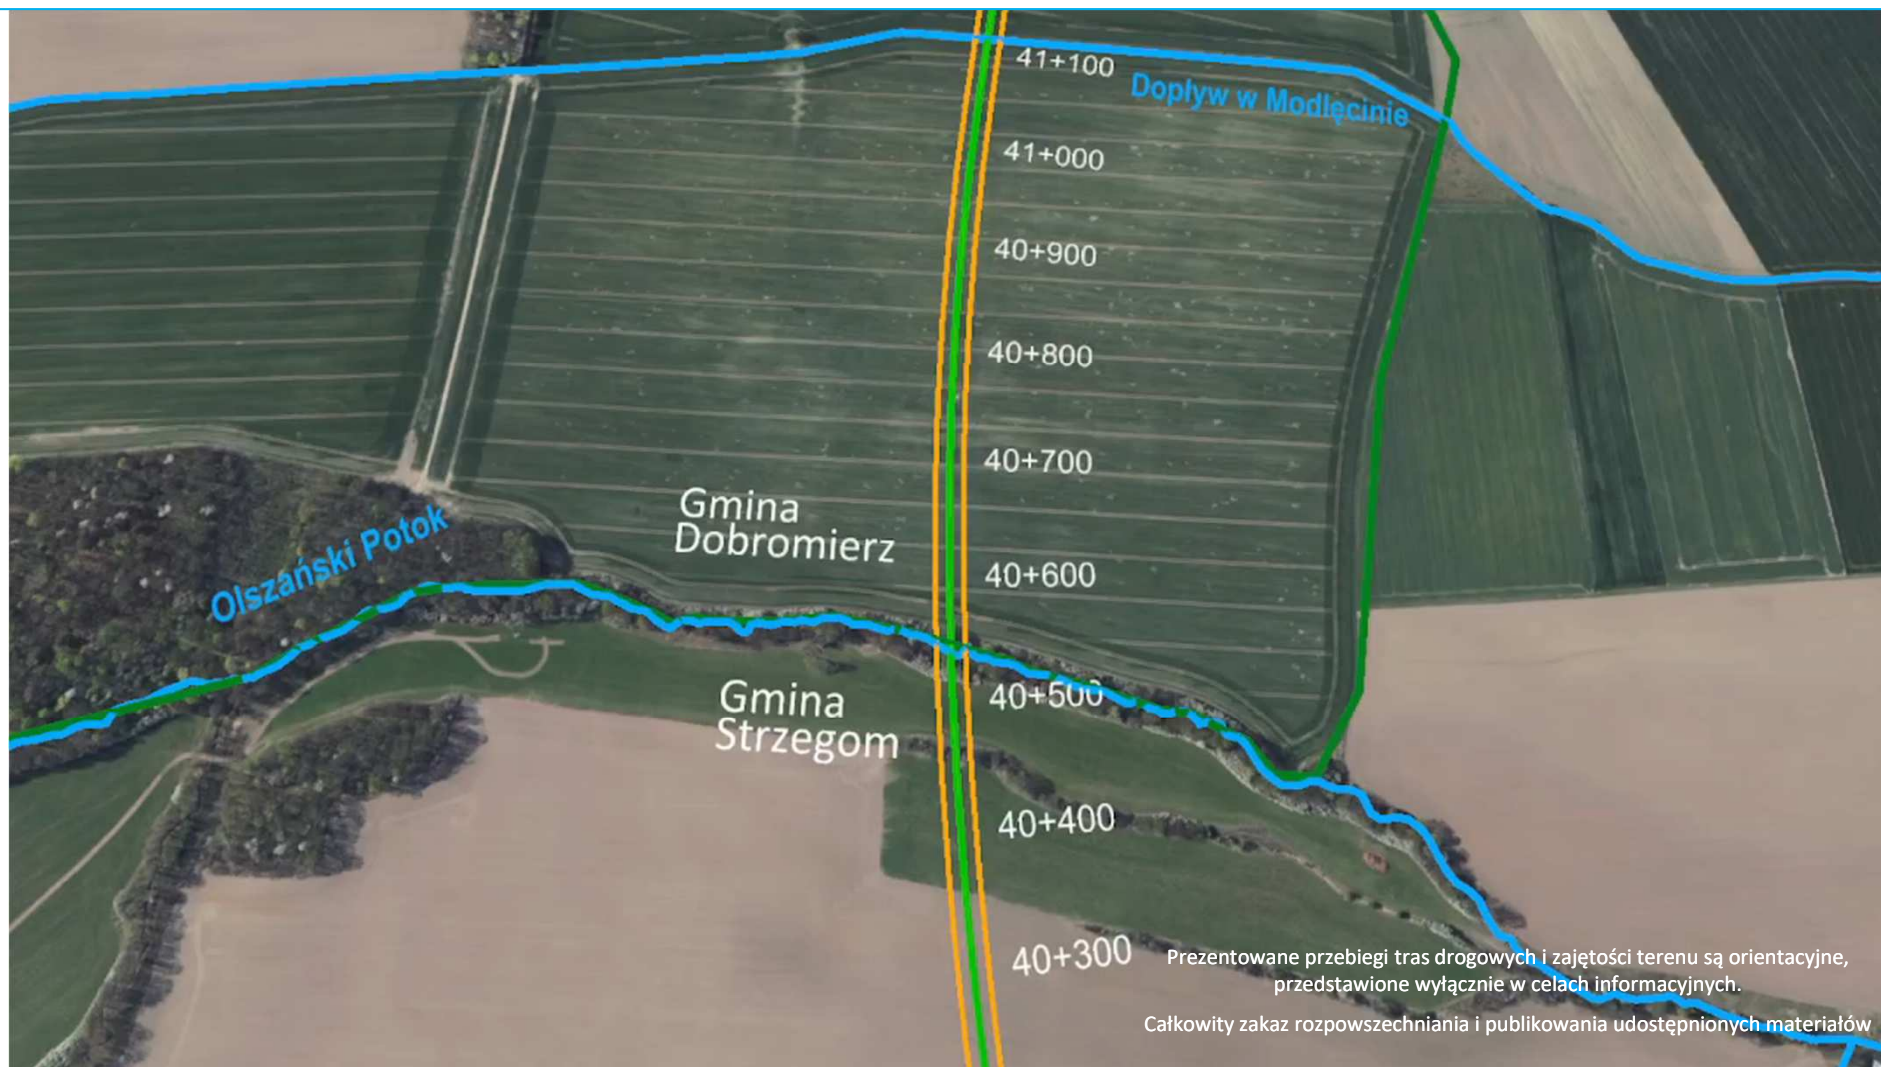 41+100
Dopływ w Modlęcinie
41+000
40+900
40+800
40+700
Gmina
Dobromierz
Olszański Potok
40+600
Gmina
Strzegom
40+500
40+400
40+300
Prezentowane przebiegi tras drogowych i zajętości terenu są orientacyjne,
przedstawione wyłącznie w celach informacyjnych.
Całkowity zakaz rozpowszechniania i publikowania udostępnionych materiałów